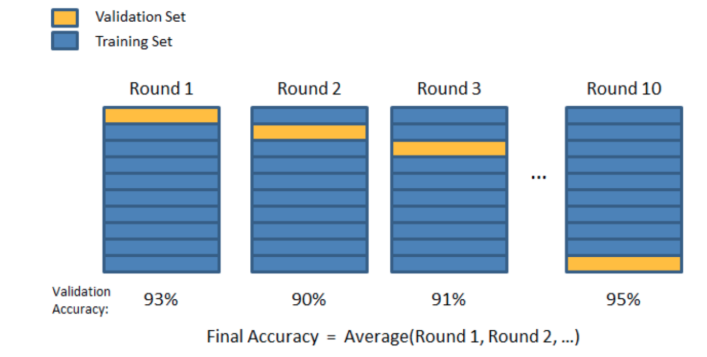 Validation Set
Training Set
Round 1 Round 2 Round 3 Round 10
...
Validation
Accuracy: 93% 90% 91% 95%
Final Accuracy = Average(Round 1, Round 2, ...)